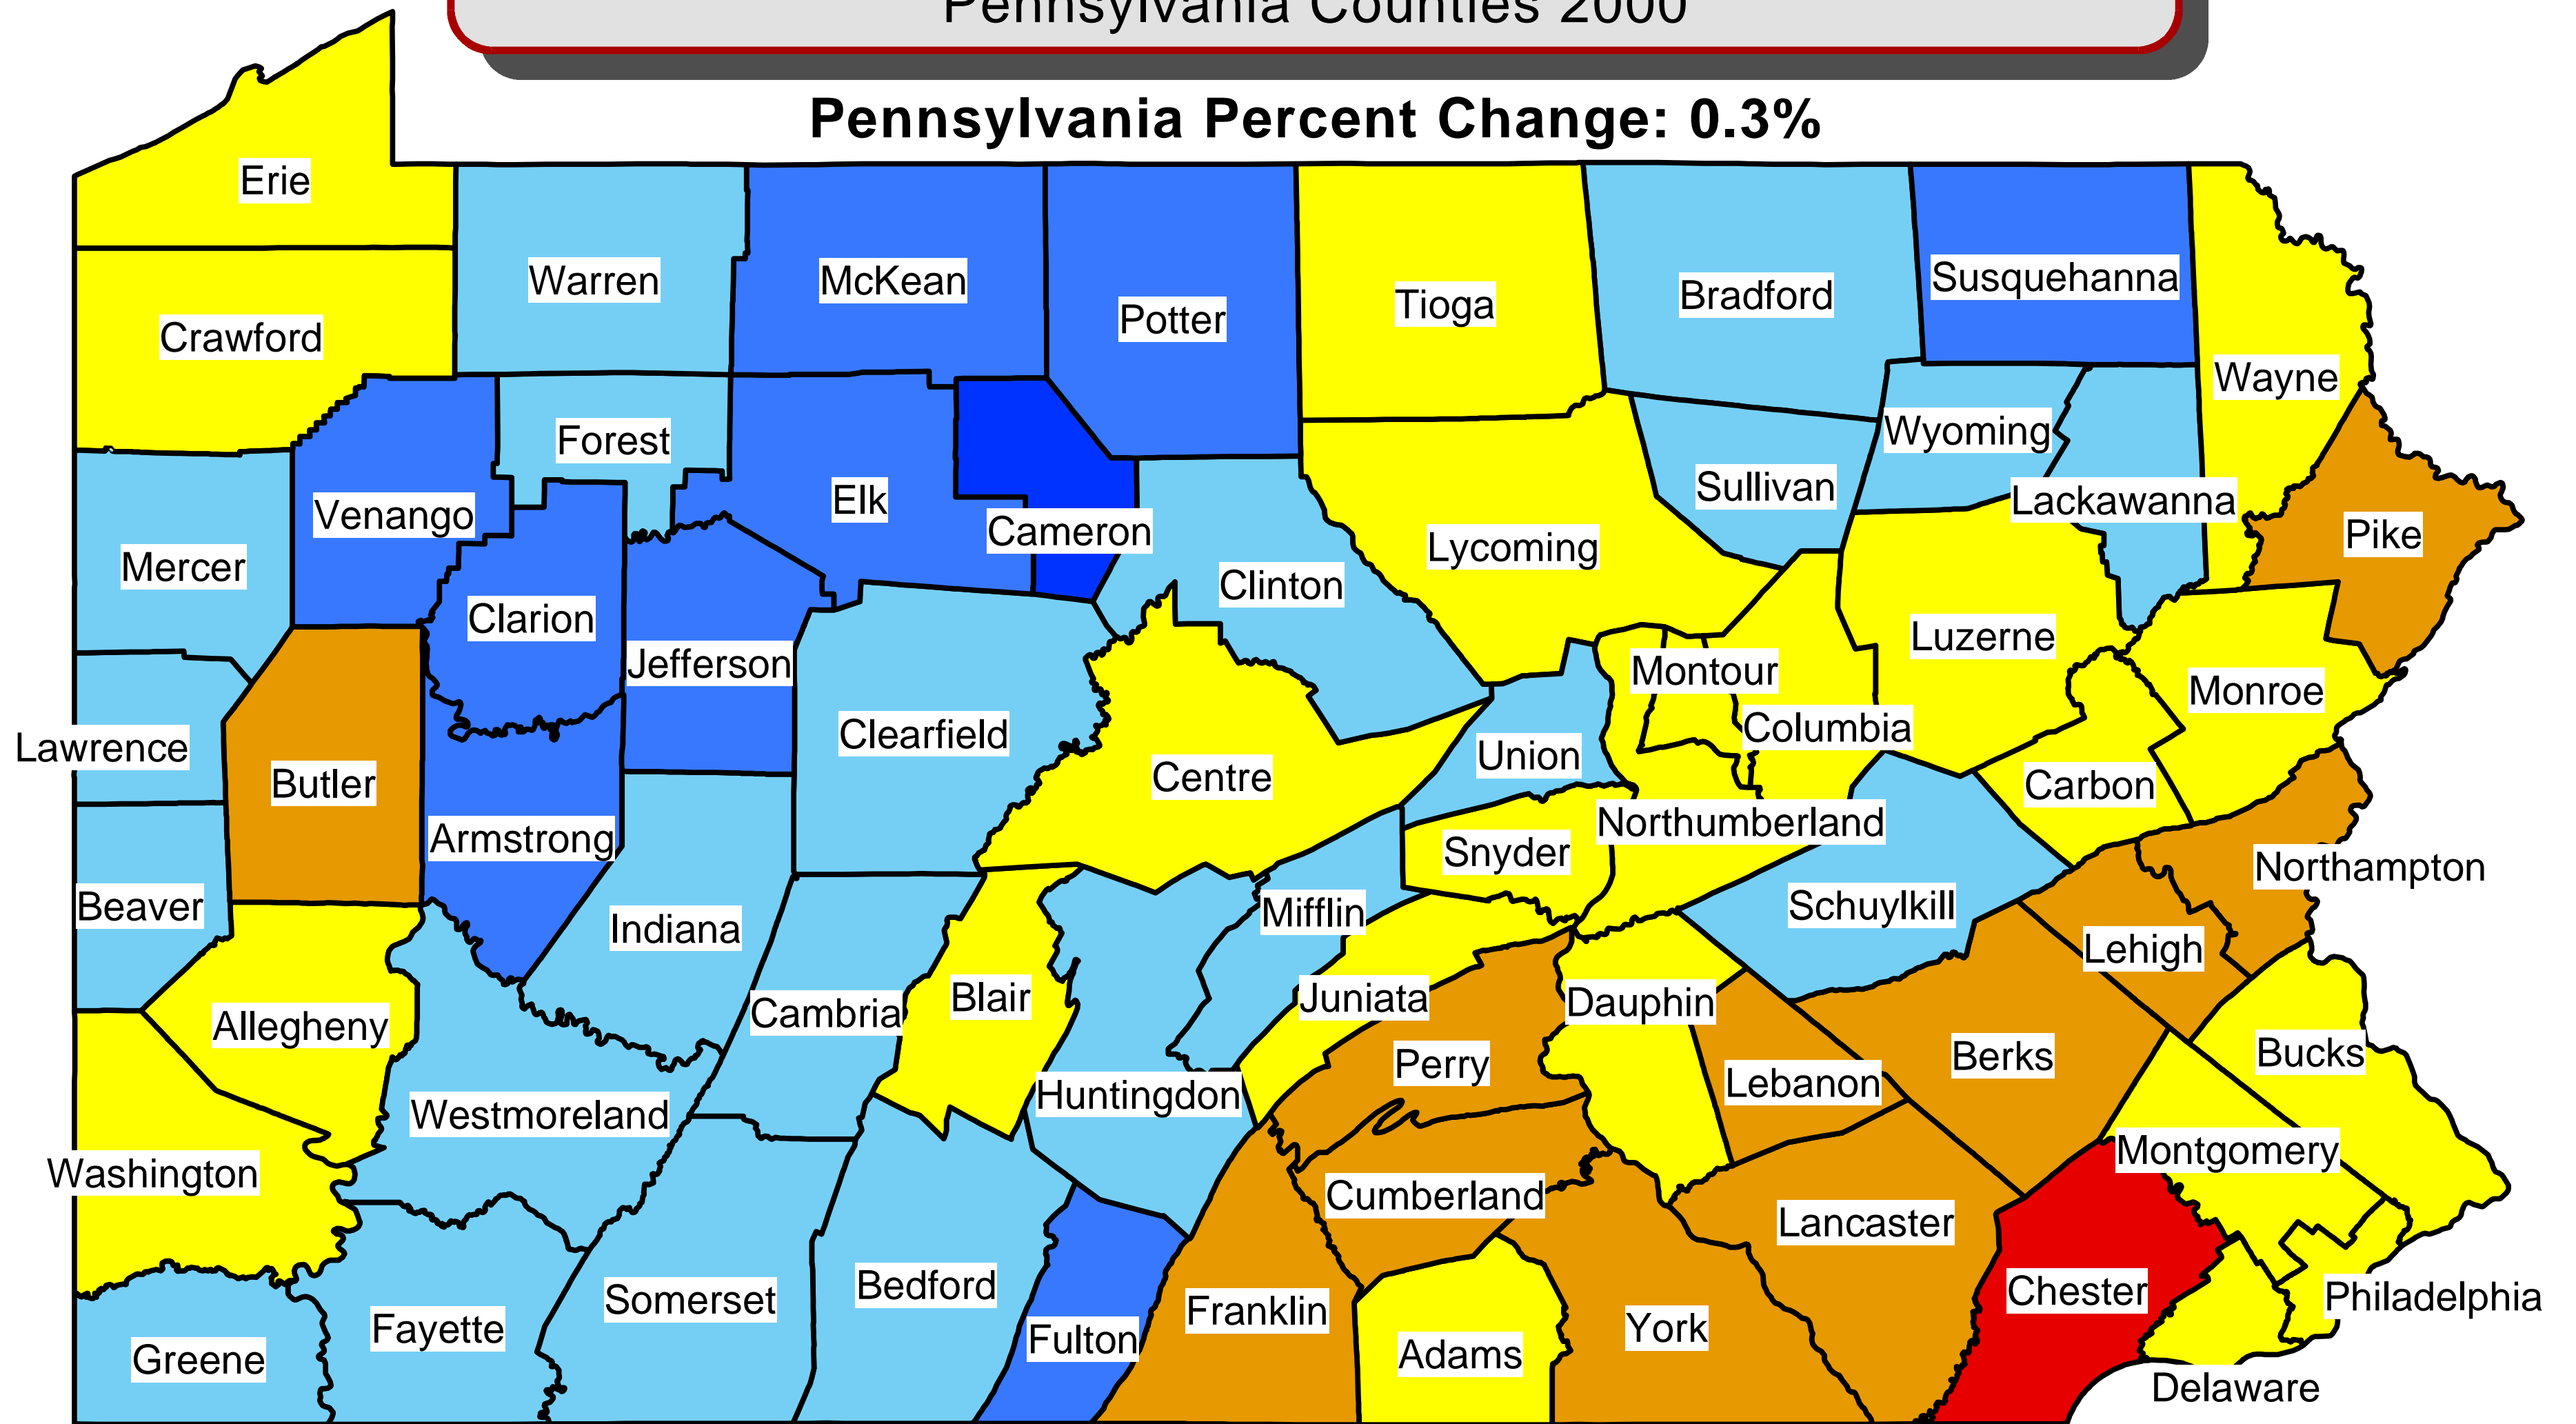 Pennsylvania Counties 2000
Pennsylvania Percent Change: 0.3%
Erie
Warren
McKean
Potter
Tioga
Bradford
Susquehanna
Crawford
Wayne
Forest
Wyoming
Venango
Elk
Cameron
Sullivan
Lackawanna
Mercer
Lycoming
Pike
Clarion
Clinton
Luzerne
Jefferson
Montour
Monroe
Lawrence
Clearfield
Columbia
Butler
Centre
Union
Carbon
Armstrong
Northumberland
Snyder
Northampton
Beaver
Indiana
Mifflin
Schuylkill
Lehigh
Allegheny
Cambria
Blair
Juniata
Dauphin
Berks
Bucks
Perry
Lebanon
Westmoreland
Huntingdon
Montgomery
Washington
Cumberland
Lancaster
Somerset
Bedford
Chester
Philadelphia
Fayette
Fulton
Franklin
York
Greene
Adams
Delaware